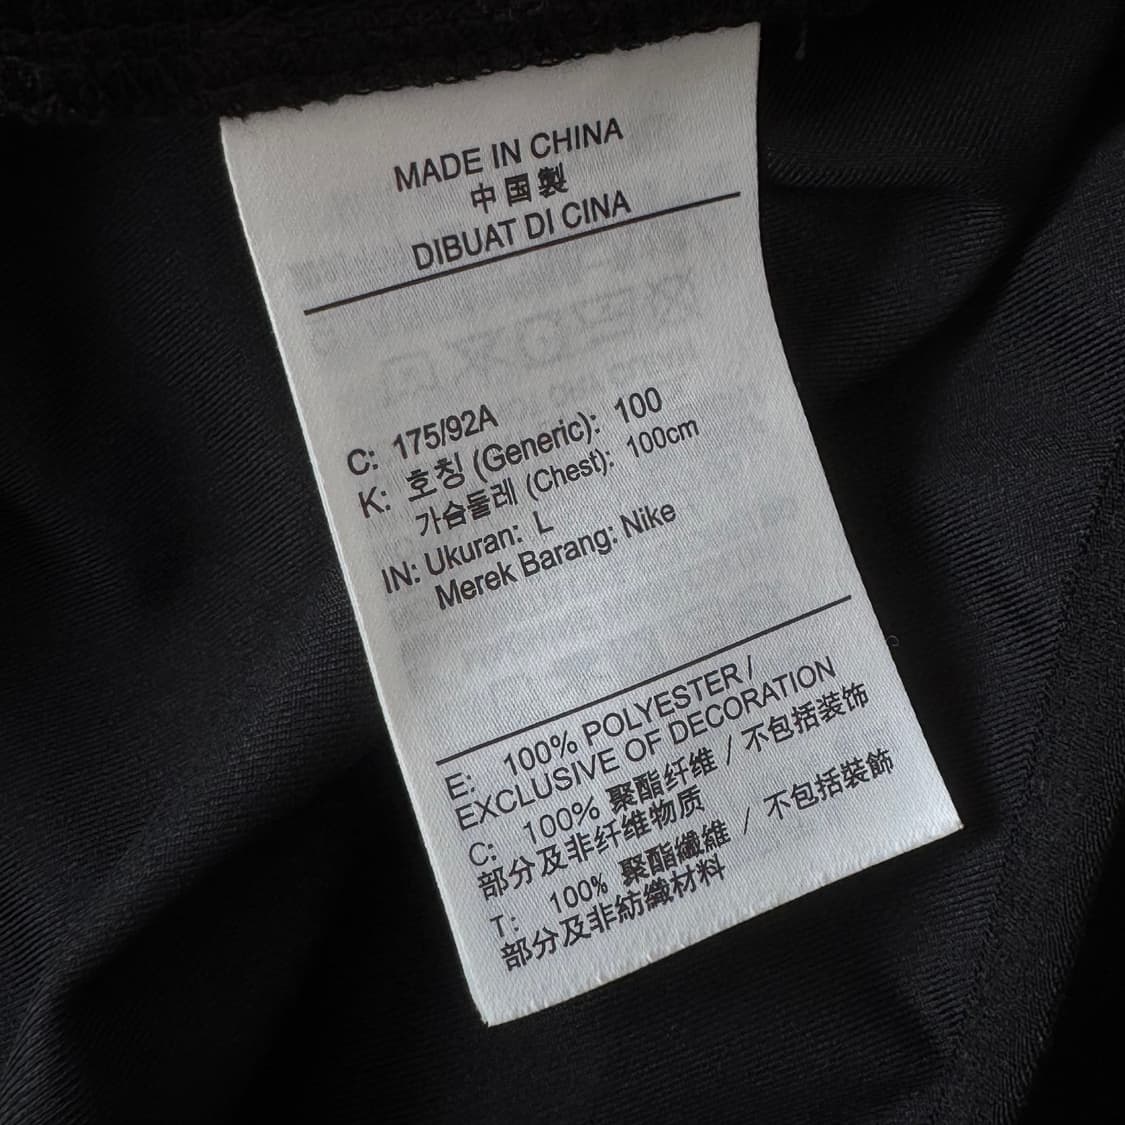 MADE IN CHINA
中国製
DIBUAT DI CINA
C: 175/92A
K: 호칭 (Generic): 100
가슴둘레 (Chest): 100cm
IN: Ukuran: L
Merek Barang: Nike
E: 100% POLYESTER /
EXCLUSIVE OF DECORATION
C: 100% 聚酯纤维 / 不包括装饰
部分及非纤维物质
T: 100% 聚酯纖維 / 不包括裝飾
部分及非紡織材料